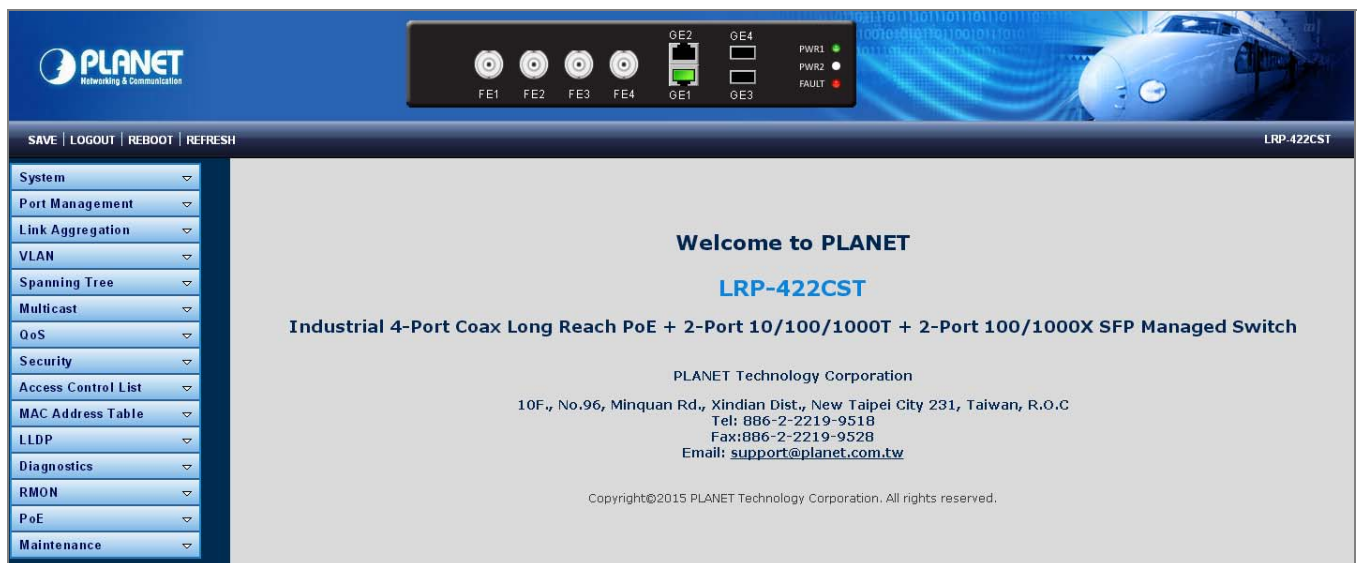 PLANET
Networking & Communication
GE2 GE4
PWR1
PWR2
FAULT
FE1 FE2 FE3 FE4 GE1 GE3
SAVE | LOGOUT | REBOOT | REFRESH
LRP-422CST
System
Port Management
Link Aggregation
VLAN
Spanning Tree
Multicast
QoS
Security
Access Control List
MAC Address Table
LLDP
Diagnostics
RMON
PoE
Maintenance
Welcome to PLANET
LRP-422CST
Industrial 4-Port Coax Long Reach PoE + 2-Port 10/100/1000T + 2-Port 100/1000X SFP Managed Switch
PLANET Technology Corporation
10F., No.96, Minquan Rd., Xindian Dist., New Taipei City 231, Taiwan, R.O.C
Tel: 886-2-2219-9518
Fax:886-2-2219-9528
Email: support@planet.com.tw
Copyright©2015 PLANET Technology Corporation. All rights reserved.